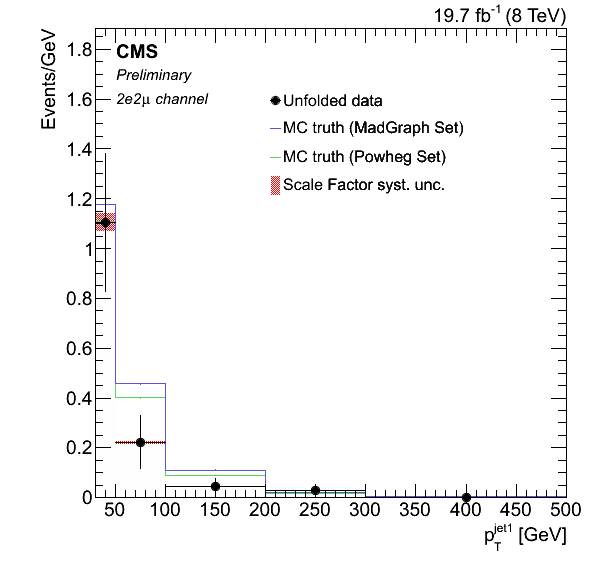 19.7 fb⁻¹ (8 TeV)
Events/GeV
CMS
Preliminary
2e2μ channel
Unfolded data
MC truth (MadGraph Set)
MC truth (Powheg Set)
Scale Factor syst. unc.
1.8
1.6
1.4
1.2
1
0.8
0.6
0.4
0.2
0
50 100 150 200 250 300 350 400 450 500
p_T^jet1 [GeV]